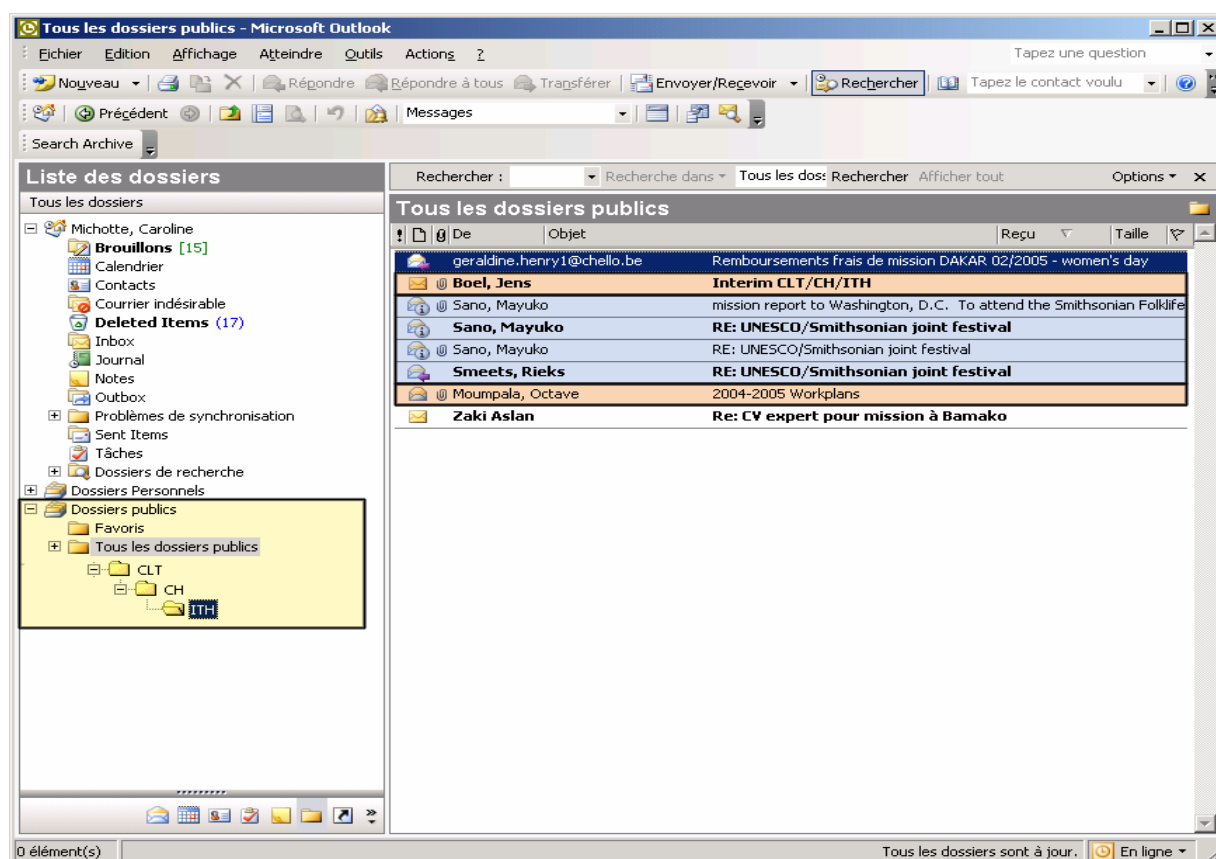 Tous les dossiers publics - Microsoft Outlook
Fichier Edition Affichage Atteindre Outils Actions ? Tapez une question
Nouveau Répondre Répondre à tous Transférer Envoyer/Recevoir Rechercher Tapez le contact voulu
Précédent Messages
Search Archive
Liste des dossiers
Tous les dossiers
Michotte, Caroline
Brouillons [15]
Calendrier
Contacts
Courrier indésirable
Deleted Items (17)
Inbox
Journal
Notes
Outbox
Problèmes de synchronisation
Sent Items
Tâches
Dossiers de recherche
Dossiers Personnels
Dossiers publics
Favoris
Tous les dossiers publics
CLT
CH
ITH
Rechercher : Recherche dans Tous les dos: Rechercher Afficher tout Options
Tous les dossiers publics
! De Objet Reçu Taille
geraldine.henry1@chello.be Remboursements frais de mission DAKAR 02/2005 - women's day
Boel, Jens Interim CLT/CH/ITH
Sano, Mayuko mission report to Washington, D.C. To attend the Smithsonian Folklife
Sano, Mayuko RE: UNESCO/Smithsonian joint festival
Sano, Mayuko RE: UNESCO/Smithsonian joint festival
Smeets, Rieks RE: UNESCO/Smithsonian joint festival
Moumpala, Octave 2004-2005 Workplans
Zaki Aslan Re: CV expert pour mission à Bamako
0 élément(s) Tous les dossiers sont à jour. En ligne